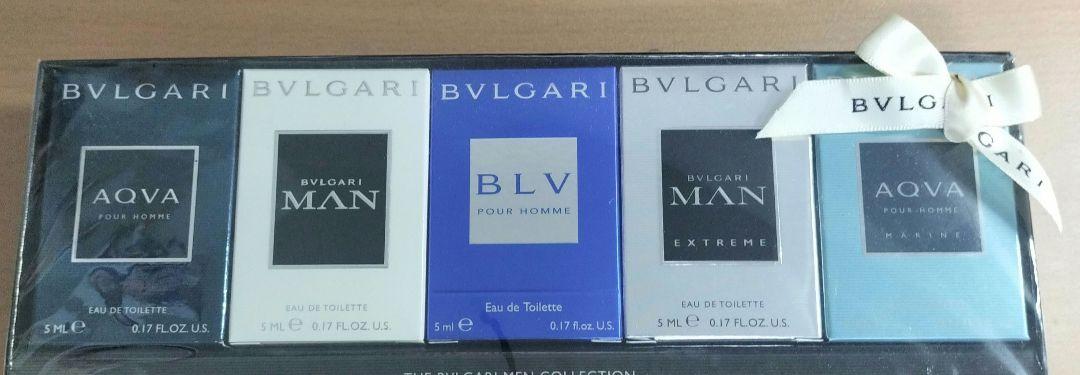 BVLGARI
AQVA
POUR HOMME
EAU DE TOILETTE
5 ML e 0.17 FL.OZ. U.S.
BVLGARI
BVLGARI
MAN
EAU DE TOILETTE
5 ML e 0.17 FL.OZ. U.S.
BVLGARI
BLV
POUR HOMME
Eau de Toilette
5 ml e 0.17 fl.oz. U.S.
BVLGARI
BVLGARI
MAN
EXTREME
EAU DE TOILETTE
5 ML e 0.17 FL.OZ. U.S.
BVLGARI
AQVA
POUR HOMME
MARINE
THE BVLGARI MEN COLLECTION